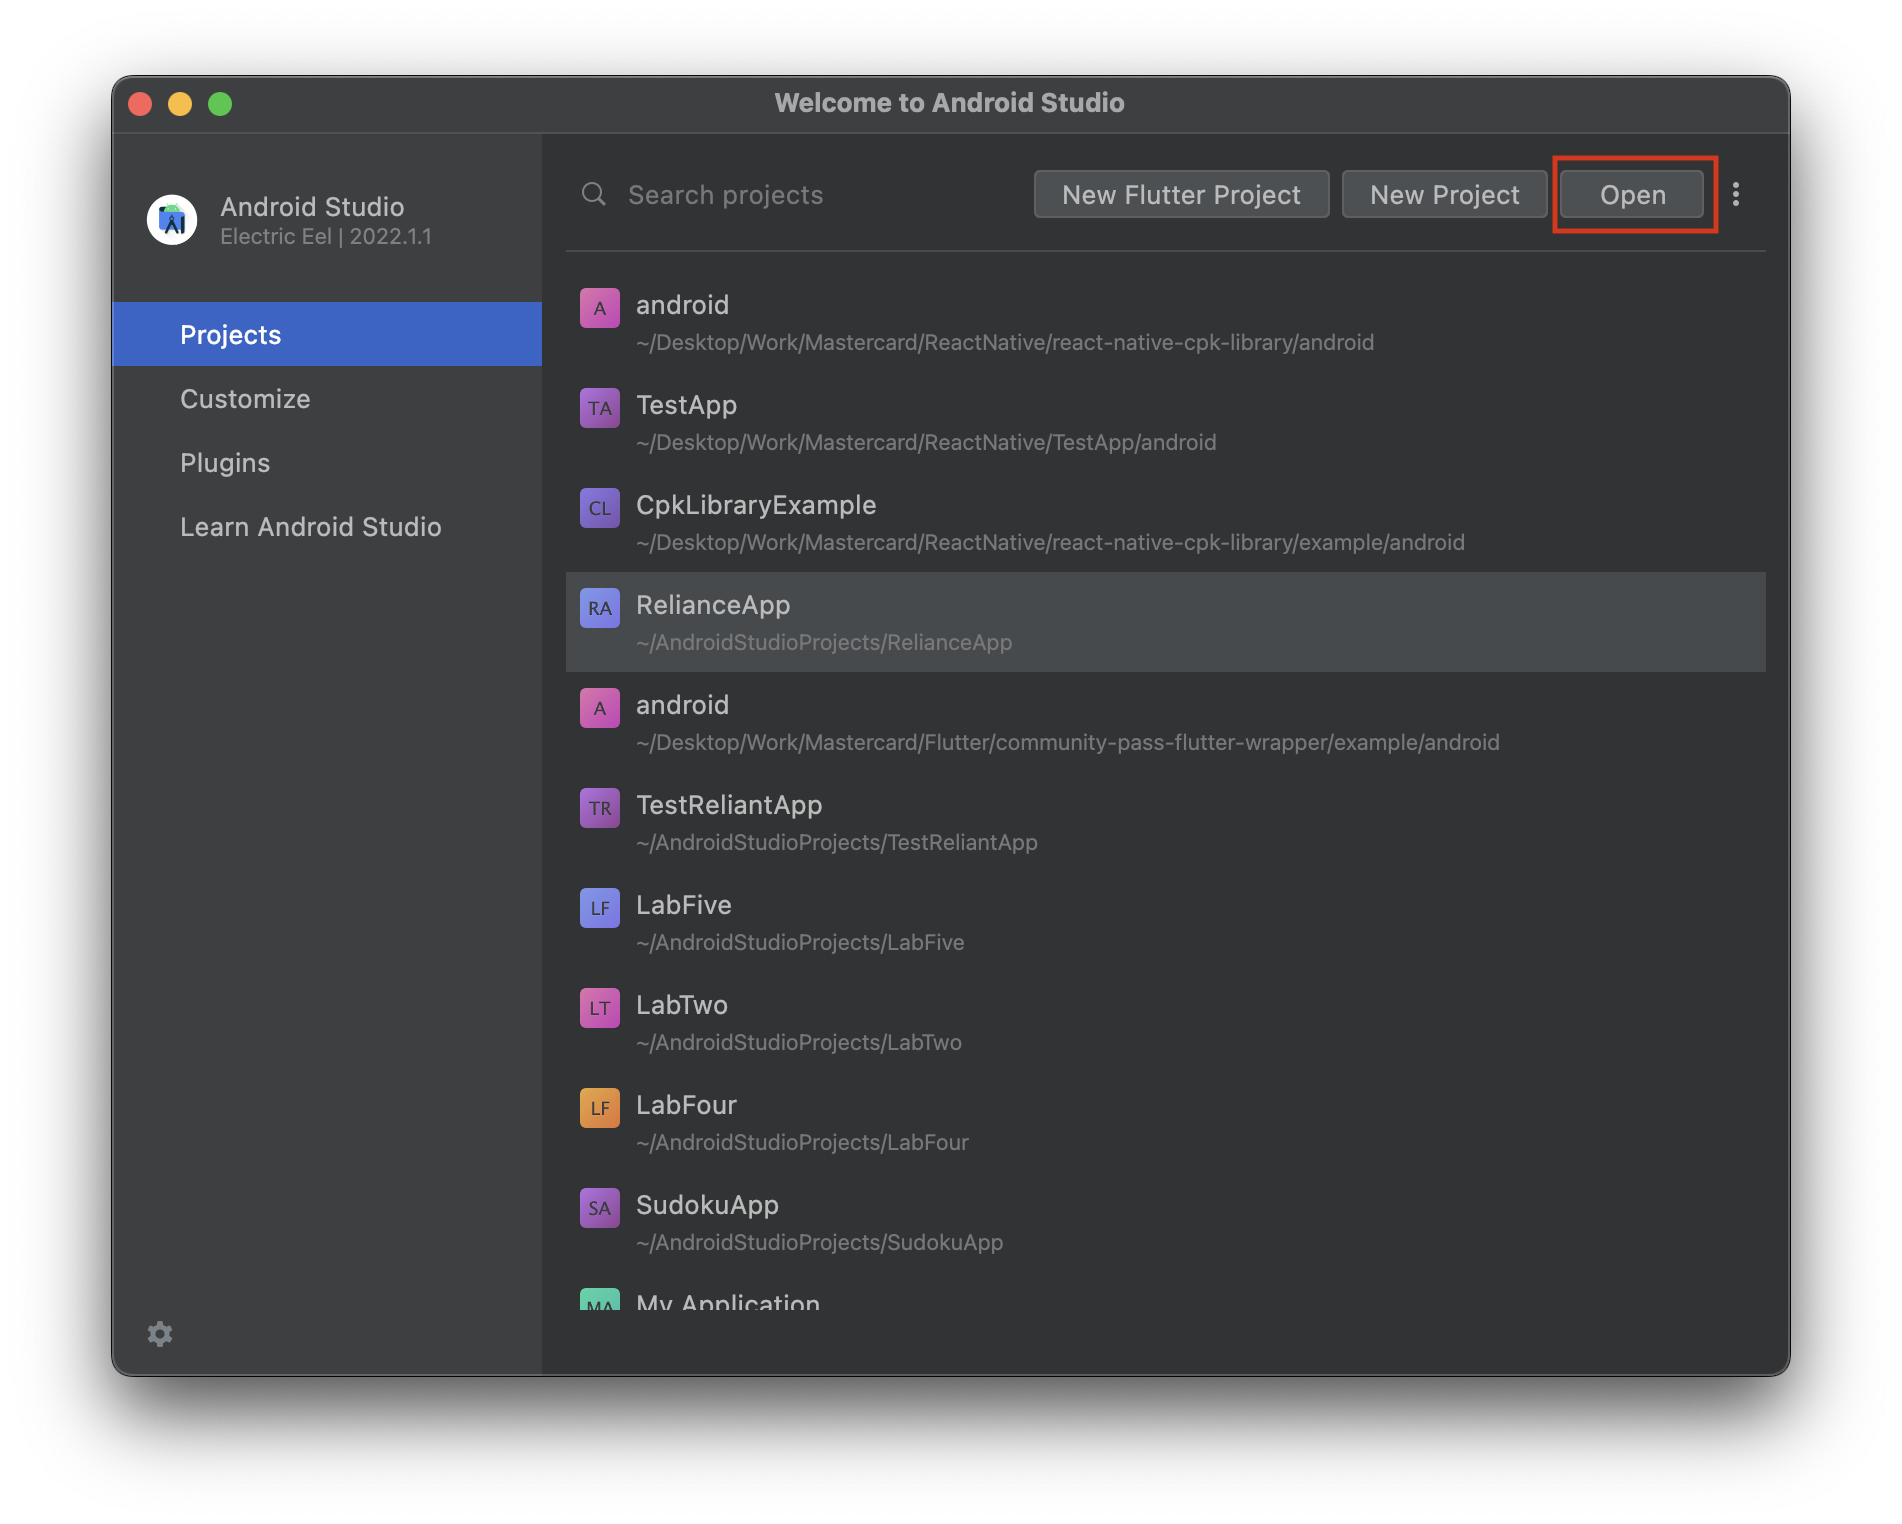 Welcome to Android Studio
Android Studio
Electric Eel | 2022.1.1
Projects
Customize
Plugins
Learn Android Studio
Search projects
New Flutter Project
New Project
Open
A
android
~/Desktop/Work/Mastercard/ReactNative/react-native-cpk-library/android
TA
TestApp
~/Desktop/Work/Mastercard/ReactNative/TestApp/android
CL
CpkLibraryExample
~/Desktop/Work/Mastercard/ReactNative/react-native-cpk-library/example/android
RA
RelianceApp
~/AndroidStudioProjects/RelianceApp
A
android
~/Desktop/Work/Mastercard/Flutter/community-pass-flutter-wrapper/example/android
TR
TestReliantApp
~/AndroidStudioProjects/TestReliantApp
LF
LabFive
~/AndroidStudioProjects/LabFive
LT
LabTwo
~/AndroidStudioProjects/LabTwo
LF
LabFour
~/AndroidStudioProjects/LabFour
SA
SudokuApp
~/AndroidStudioProjects/SudokuApp
MA
My Application